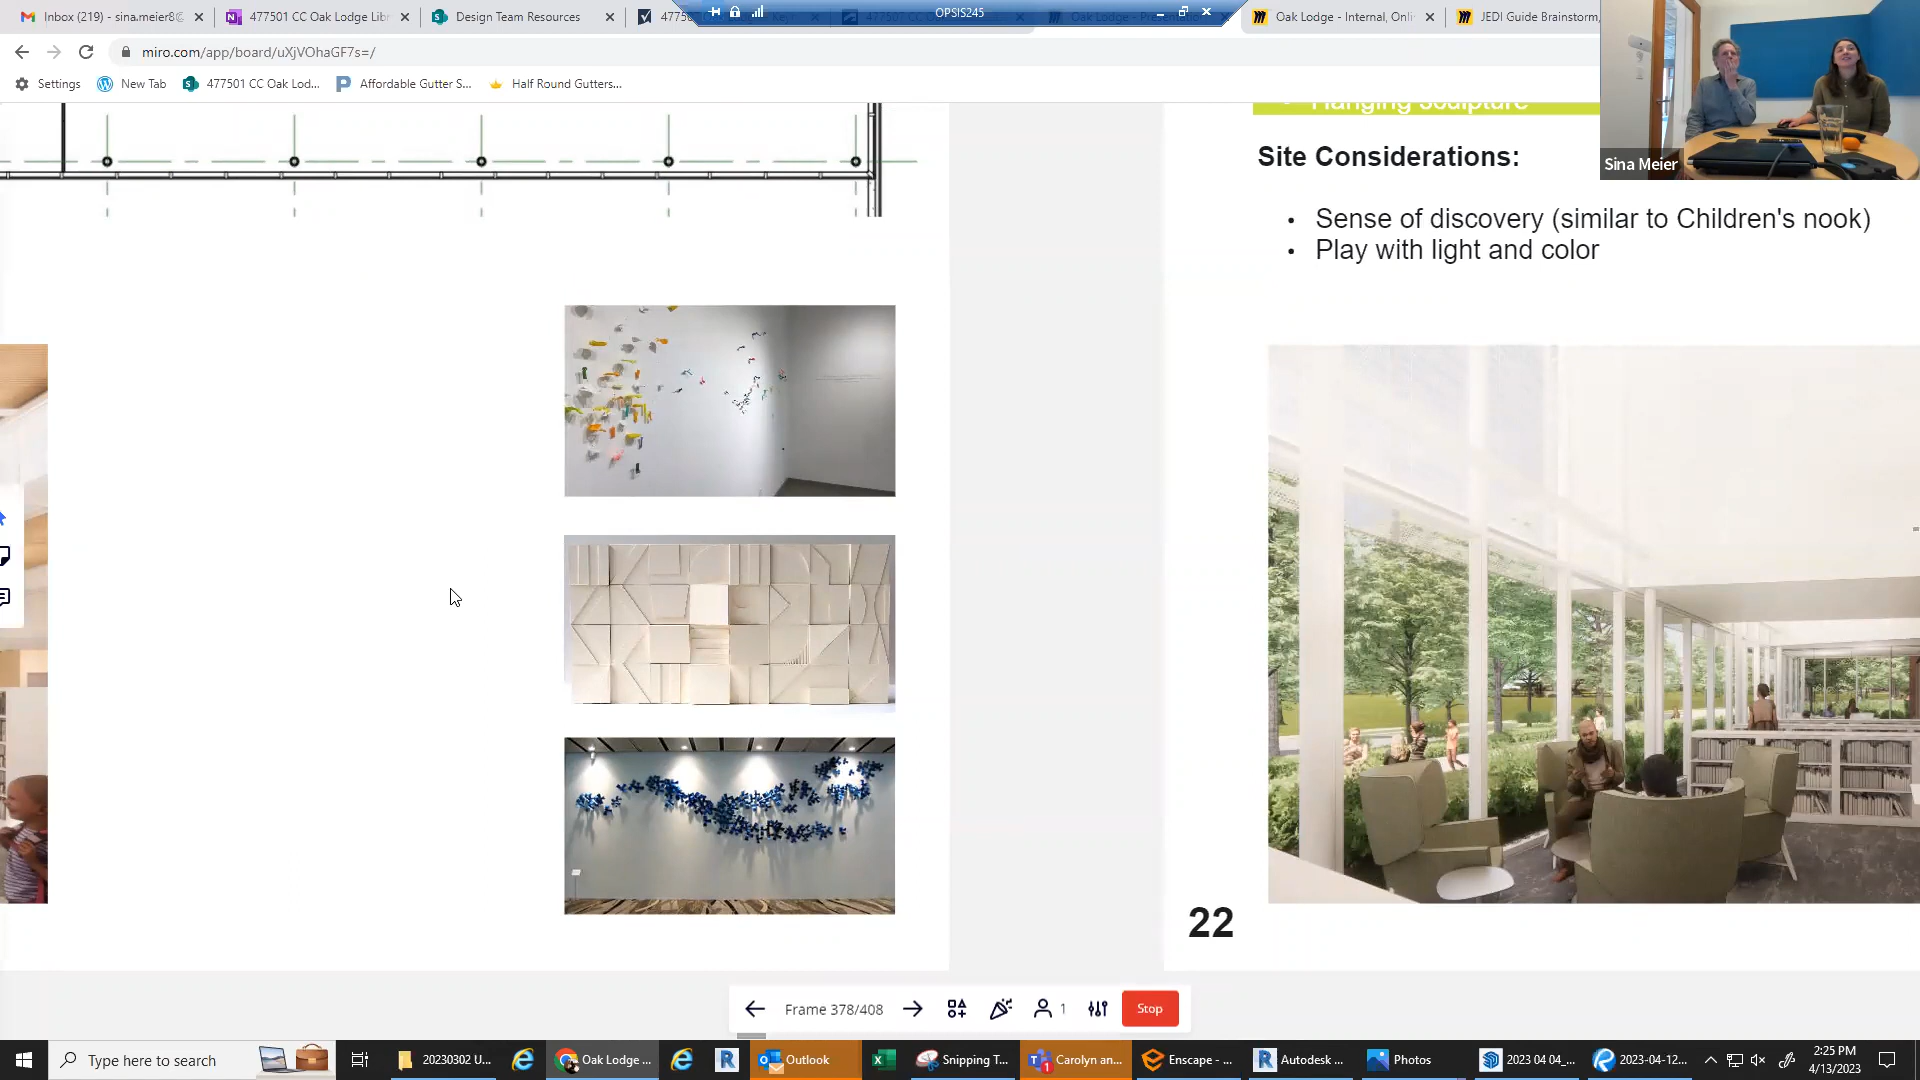 Inbox (219) - sina.meier8@
477501 CC Oak Lodge Libr
Design Team Resources
OPSIS245
Oak Lodge - Internal, Onli
JEDI Guide Brainstorm,
miro.com/app/board/uXjVOhaGF7s=/
Settings
New Tab
477501 CC Oak Lod...
Affordable Gutter S...
Half Round Gutters...
Sina Meier
Hanging sculpture
Site Considerations:
• Sense of discovery (similar to Children's nook)
• Play with light and color
22
Frame 378/408
1
Stop
Type here to search
20230302 U...
Oak Lodge ...
Outlook
Snipping T...
Carolyn an...
Enscape - ...
Autodesk ...
Photos
2023 04 04_...
2023-04-12...
2:25 PM
4/13/2023